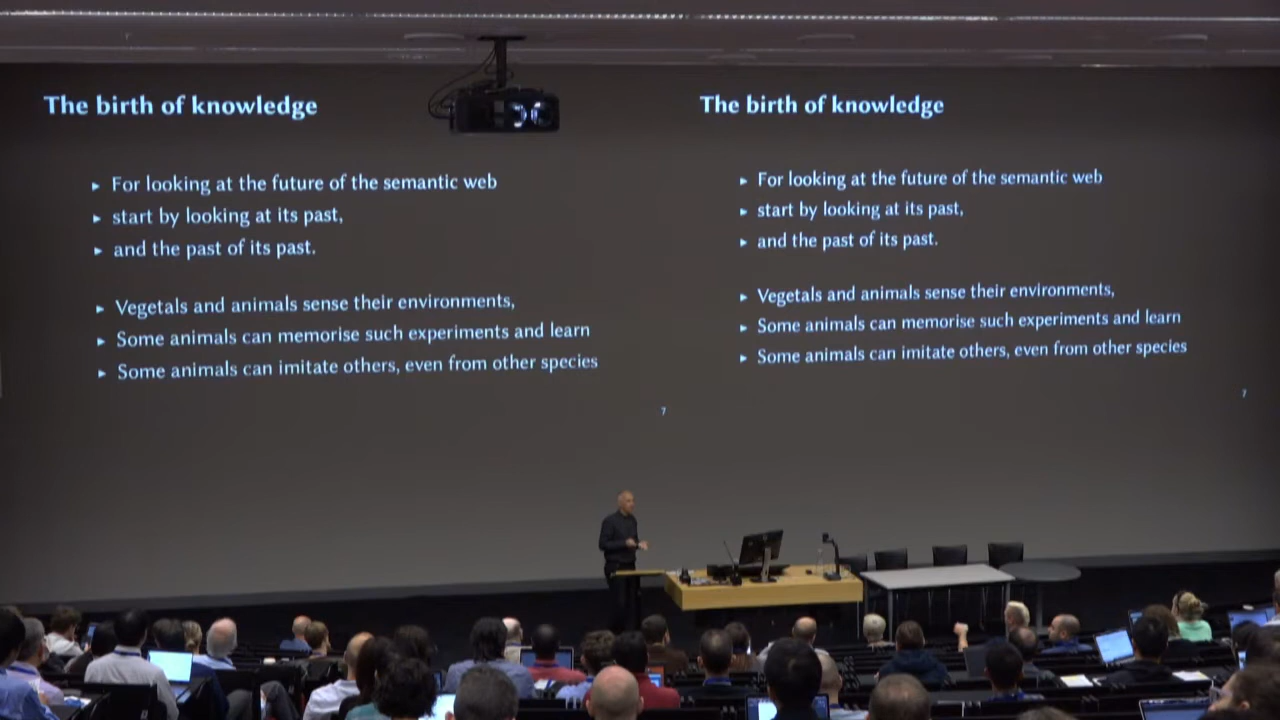 The birth of knowledge
▸ For looking at the future of the semantic web
▸ start by looking at its past,
▸ and the past of its past.
▸ Vegetals and animals sense their environments,
▸ Some animals can memorise such experiments and learn
▸ Some animals can imitate others, even from other species
7
The birth of knowledge
▸ For looking at the future of the semantic web
▸ start by looking at its past,
▸ and the past of its past.
▸ Vegetals and animals sense their environments,
▸ Some animals can memorise such experiments and learn
▸ Some animals can imitate others, even from other species
7